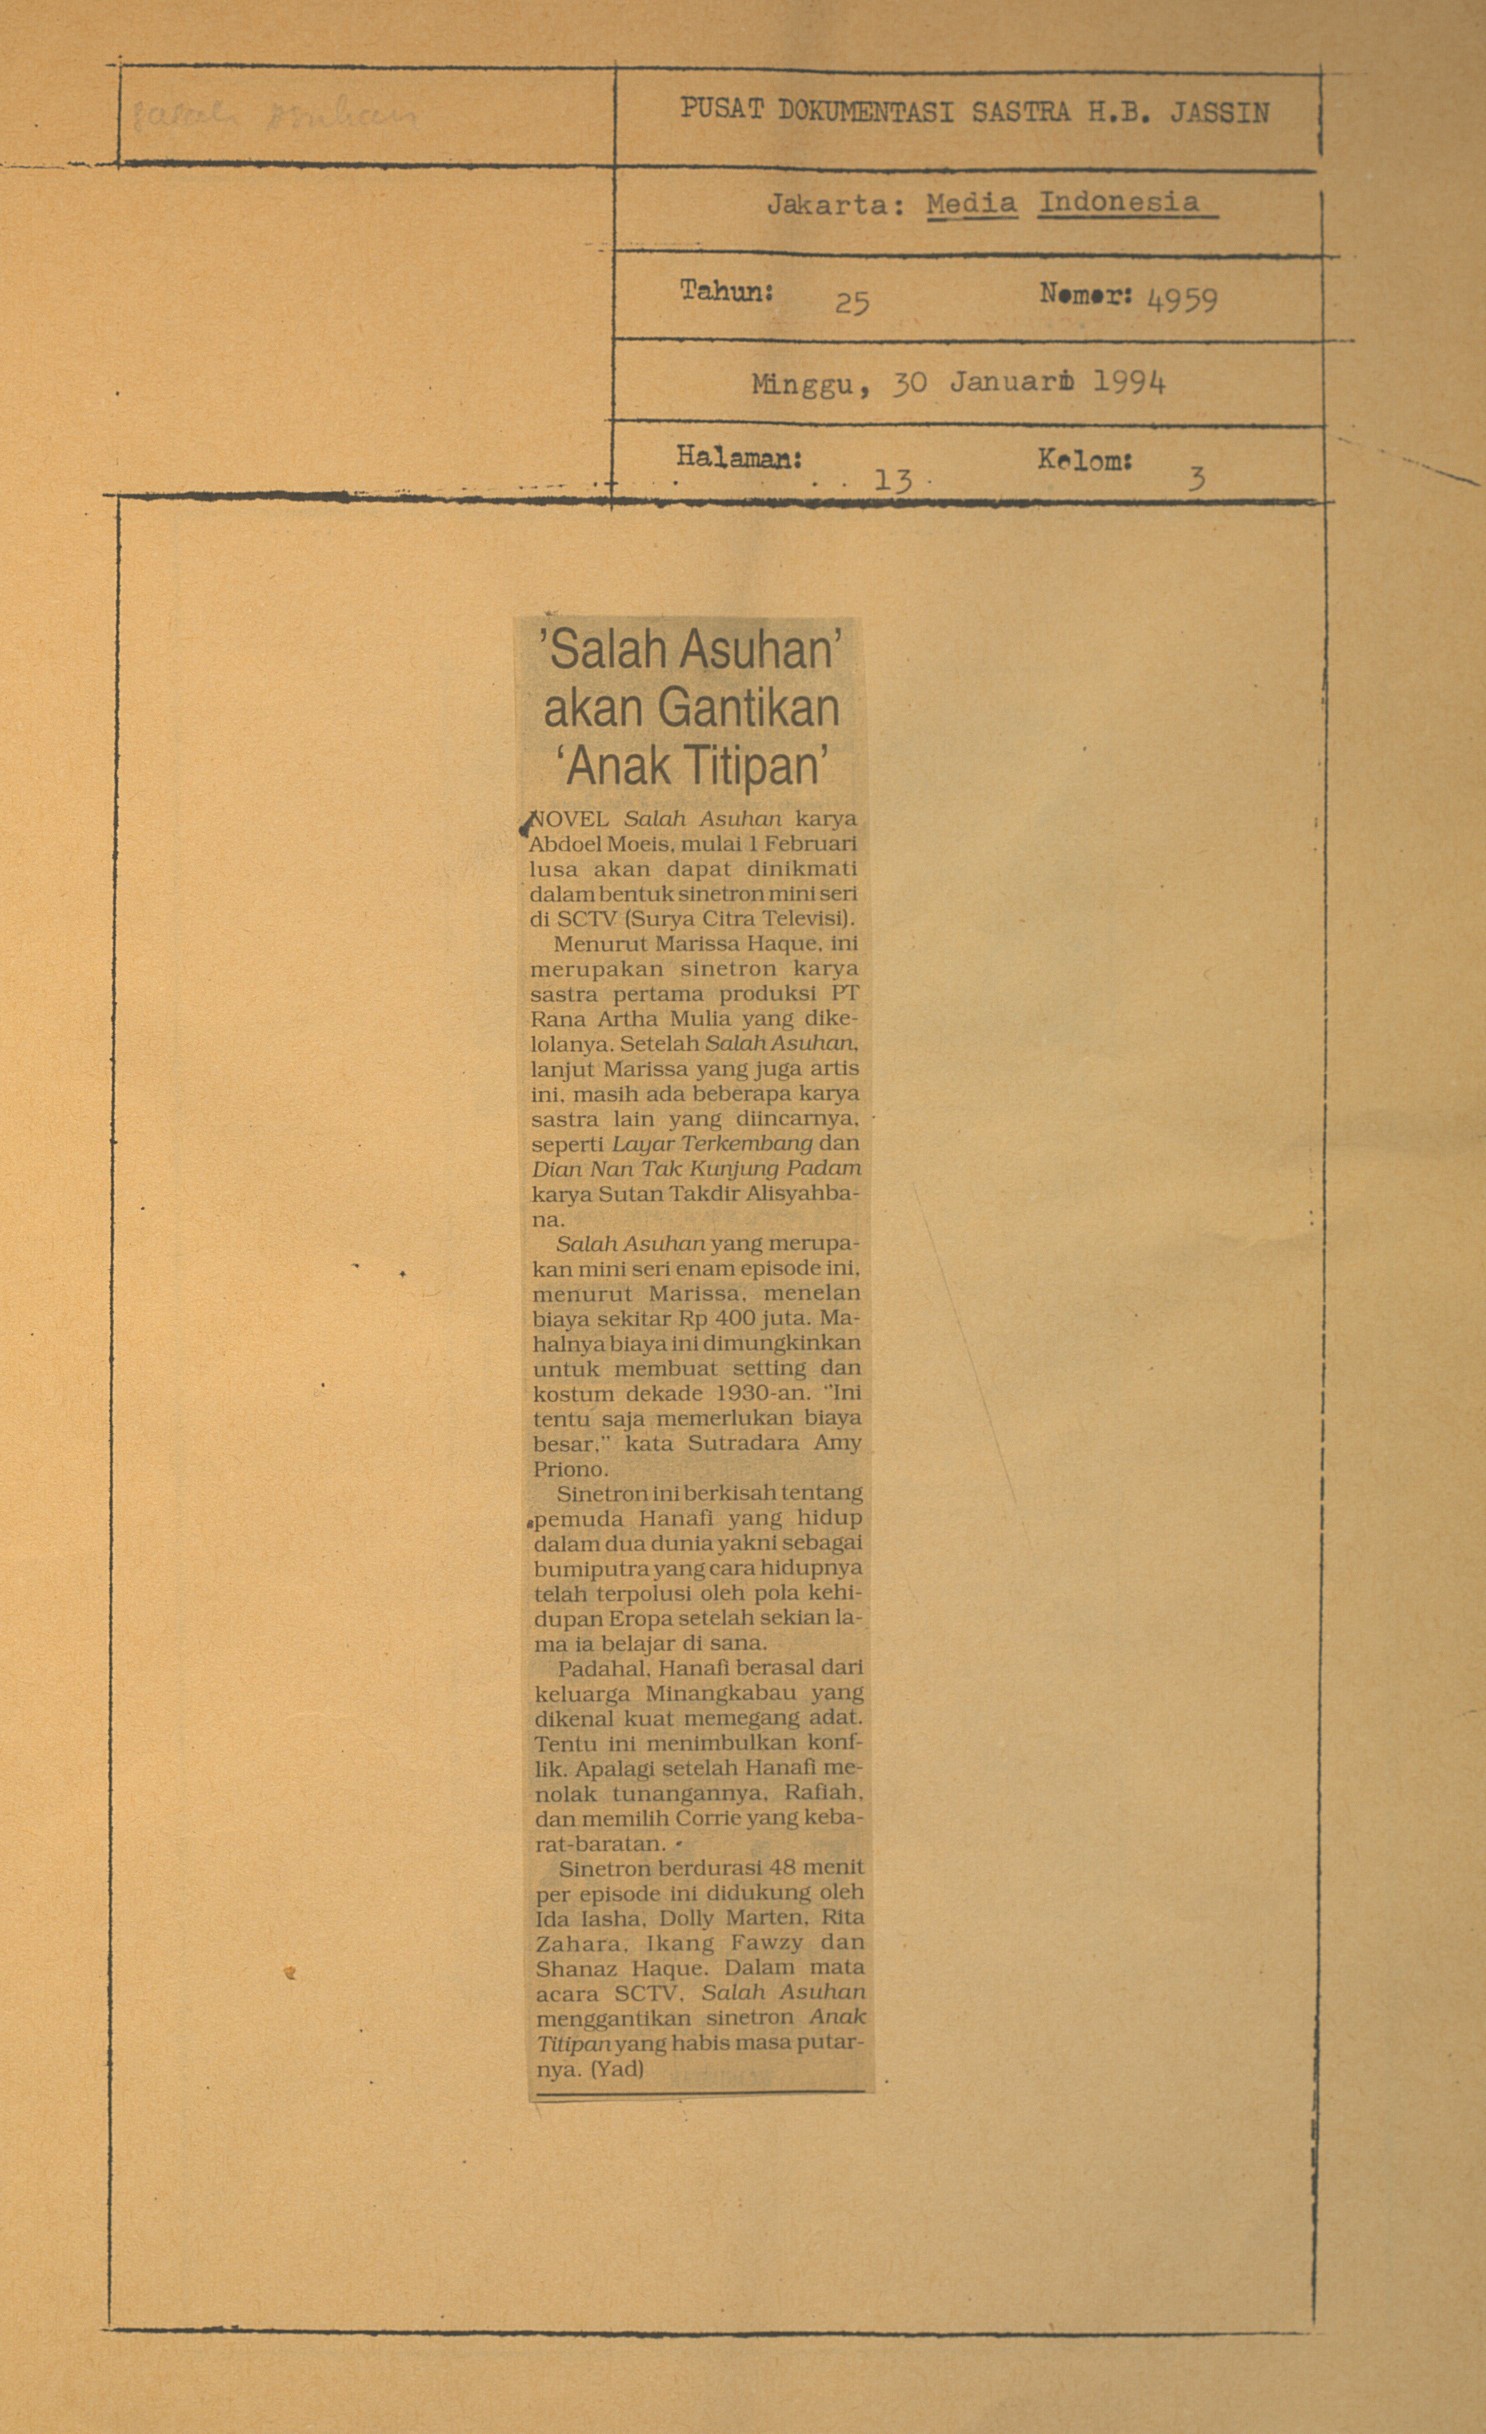 salah asuhan
PUSAT DOKUMENTASI SASTRA H.B. JASSIN
Jakarta: Media Indonesia
Tahun: 25 Nomor: 4959
Minggu, 30 Januari 1994
Halaman: 13 Kolom: 3
'Salah Asuhan'
akan Gantikan
'Anak Titipan'
NOVEL Salah Asuhan karya
Abdoel Moeis, mulai 1 Februari
lusa akan dapat dinikmati
dalam bentuk sinetron mini seri
di SCTV (Surya Citra Televisi).
Menurut Marissa Haque, ini
merupakan sinetron karya
sastra pertama produksi PT
Rana Artha Mulia yang dike-
lolanya. Setelah Salah Asuhan,
lanjut Marissa yang juga artis
ini, masih ada beberapa karya
sastra lain yang diincarnya,
seperti Layar Terkembang dan
Dian Nan Tak Kunjung Padam
karya Sutan Takdir Alisyahba-
na.
Salah Asuhan yang merupa-
kan mini seri enam episode ini,
menurut Marissa, menelan
biaya sekitar Rp 400 juta. Ma-
halnya biaya ini dimungkinkan
untuk membuat setting dan
kostum dekade 1930-an. "Ini
tentu saja memerlukan biaya
besar," kata Sutradara Amy
Priono.
Sinetron ini berkisah tentang
pemuda Hanafi yang hidup
dalam dua dunia yakni sebagai
bumiputra yang cara hidupnya
telah terpolusi oleh pola kehi-
dupan Eropa setelah sekian la-
ma ia belajar di sana.
Padahal, Hanafi berasal dari
keluarga Minangkabau yang
dikenal kuat memegang adat.
Tentu ini menimbulkan konf-
lik. Apalagi setelah Hanafi me-
nolak tunangannya, Rafiah,
dan memilih Corrie yang keba-
rat-baratan.
Sinetron berdurasi 48 menit
per episode ini didukung oleh
Ida Iasha, Dolly Marten, Rita
Zahara, Ikang Fawzy dan
Shanaz Haque. Dalam mata
acara SCTV, Salah Asuhan
menggantikan sinetron Anak
Titipan yang habis masa putar-
nya. (Yad)